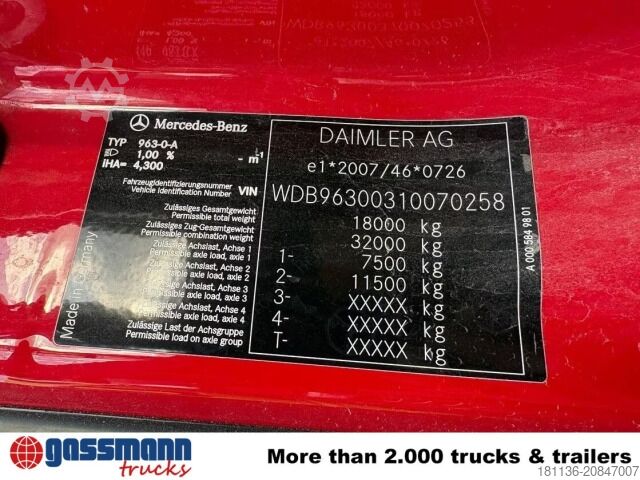 Mercedes-Benz
TYP 963-0-A
1,00 % - m-1
IHA= 4,300
Fahrzeugidentifizierungsnummer
Vehicle Identification Number VIN
Zulässiges Gesamtgewicht
Permissible total weight
Zulässiges Zug-Gesamtgewicht
Permissible combination weight
Zulässige Achslast, Achse 1
Permissible axle load, axle 1
Zulässige Achslast, Achse 2
Permissible axle load, axle 2
Zulässige Achslast, Achse 3
Permissible axle load, axle 3
Zulässige Achslast, Achse 4
Permissible axle load, axle 4
Zulässige Last der Achsgruppe
Permissible load on axle group
Made in Germany
DAIMLER AG
e1*2007/46*0726
WDB96300310070258
18000 kg
32000 kg
1- 7500 kg
2- 11500 kg
3- XXXXX kg
4- XXXXX kg
T- XXXXX kg
A 000 584 98 01
gassmann
trucks
More than 2.000 trucks & trailers
181136-20847007